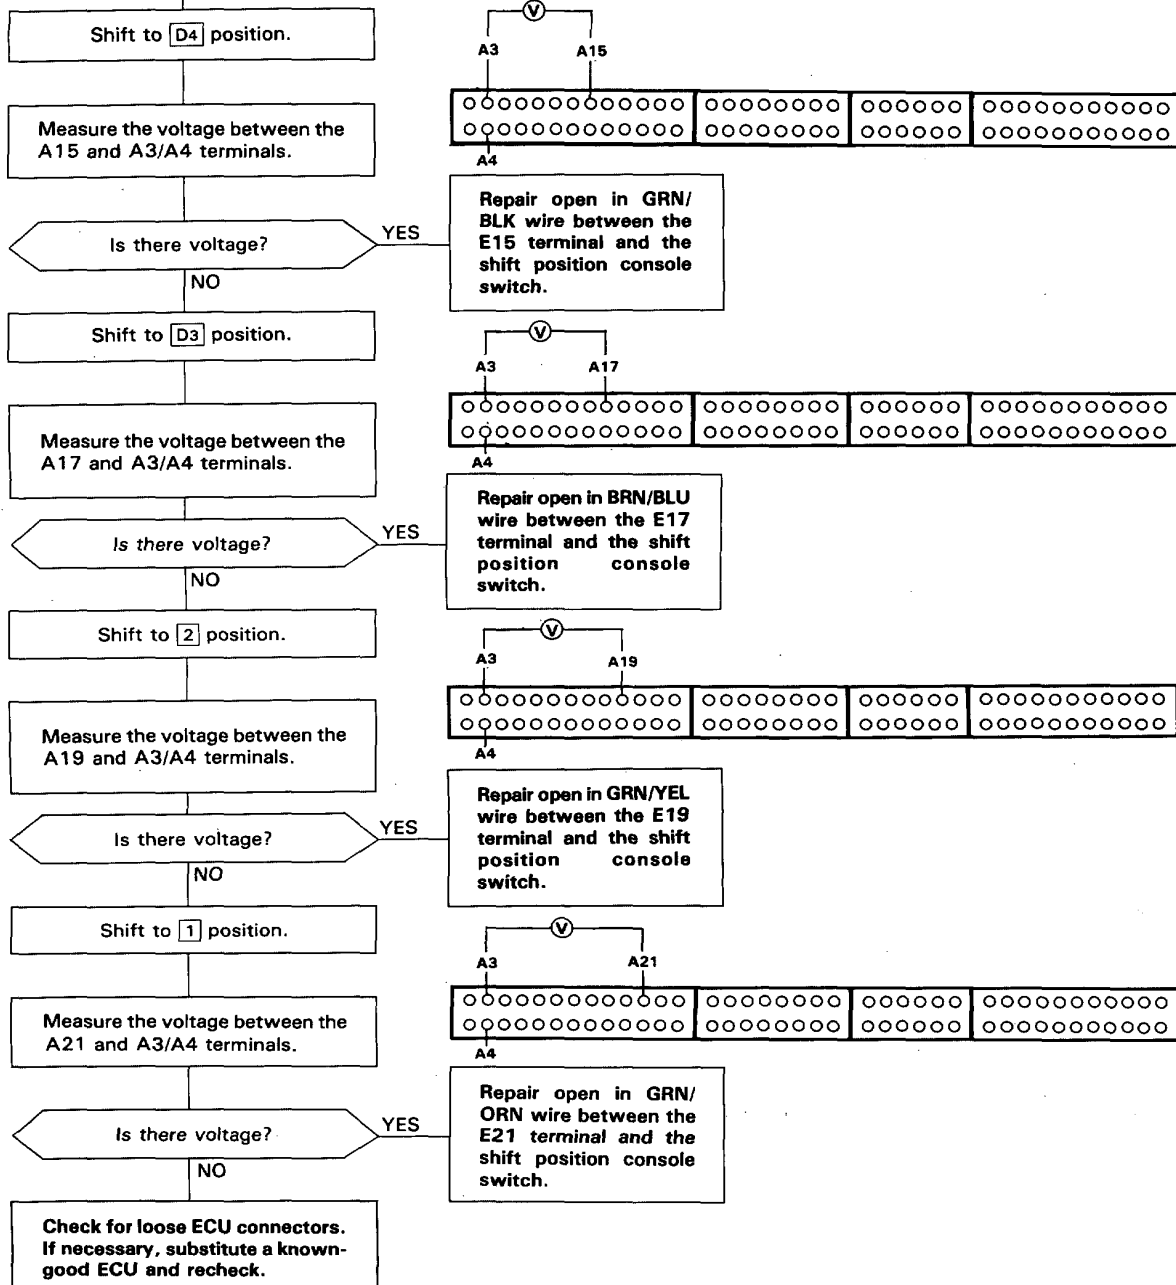 Shift to D4 position.
V
A3
A15
Measure the voltage between the
A15 and A3/A4 terminals.
A4
Is there voltage?
YES
NO
Repair open in GRN/
BLK wire between the
E15 terminal and the
shift position console
switch.
Shift to D3 position.
V
A3
A17
Measure the voltage between the
A17 and A3/A4 terminals.
A4
Is there voltage?
YES
NO
Repair open in BRN/BLU
wire between the E17
terminal and the shift
position console
switch.
Shift to 2 position.
V
A3
A19
Measure the voltage between the
A19 and A3/A4 terminals.
A4
Is there voltage?
YES
NO
Repair open in GRN/YEL
wire between the E19
terminal and the shift
position console
switch.
Shift to 1 position.
V
A3
A21
Measure the voltage between the
A21 and A3/A4 terminals.
A4
Is there voltage?
YES
NO
Repair open in GRN/
ORN wire between the
E21 terminal and the
shift position console
switch.
Check for loose ECU connectors.
If necessary, substitute a known-
good ECU and recheck.